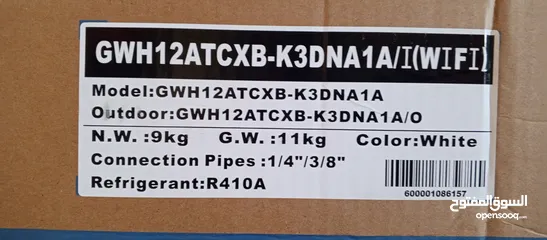 GWH12ATCXB-K3DNA1A/I(WIFI)
Model:GWH12ATCXB-K3DNA1A
Outdoor:GWH12ATCXB-K3DNA1A/O
N.W. :9kg G.W. :11kg Color:White
Connection Pipes :1/4"/3/8"
Refrigerant:R410A
600001086157
السوق المفتوح
opensooq.com